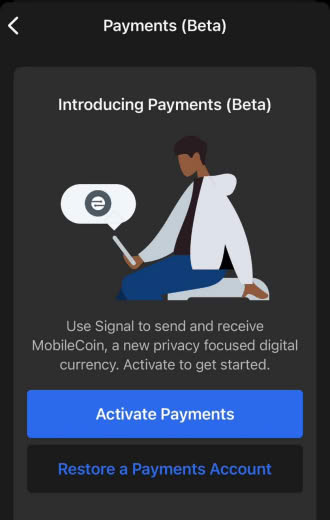 Payments (Beta)
Introducing Payments (Beta)
Use Signal to send and receive
MobileCoin, a new privacy focused digital
currency. Activate to get started.
Activate Payments
Restore a Payments Account